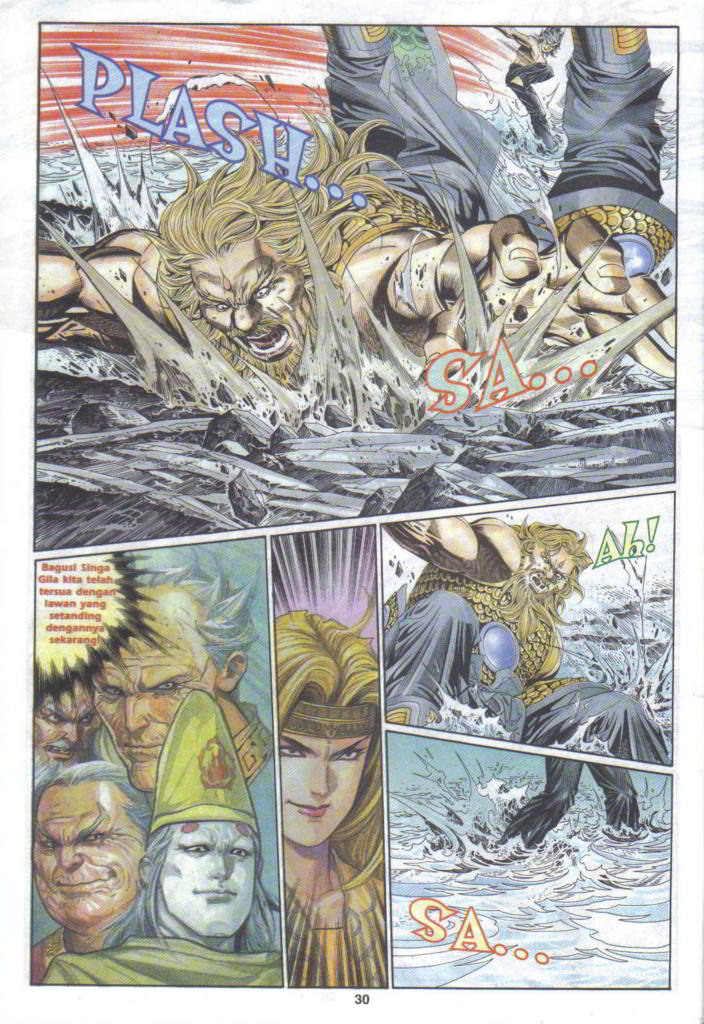 PLASH...
SA...
Bagus! Singa
Gila kita telah
tersua dengan
lawan yang
setanding
dengannya
sekarang!
Ah!
SA...
30